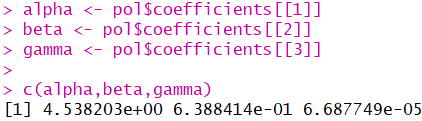 > alpha <- pol$coefficients[[1]]
> beta <- pol$coefficients[[2]]
> gamma <- pol$coefficients[[3]]
>
> c(alpha,beta,gamma)
[1] 4.538203e+00 6.388414e-01 6.687749e-05